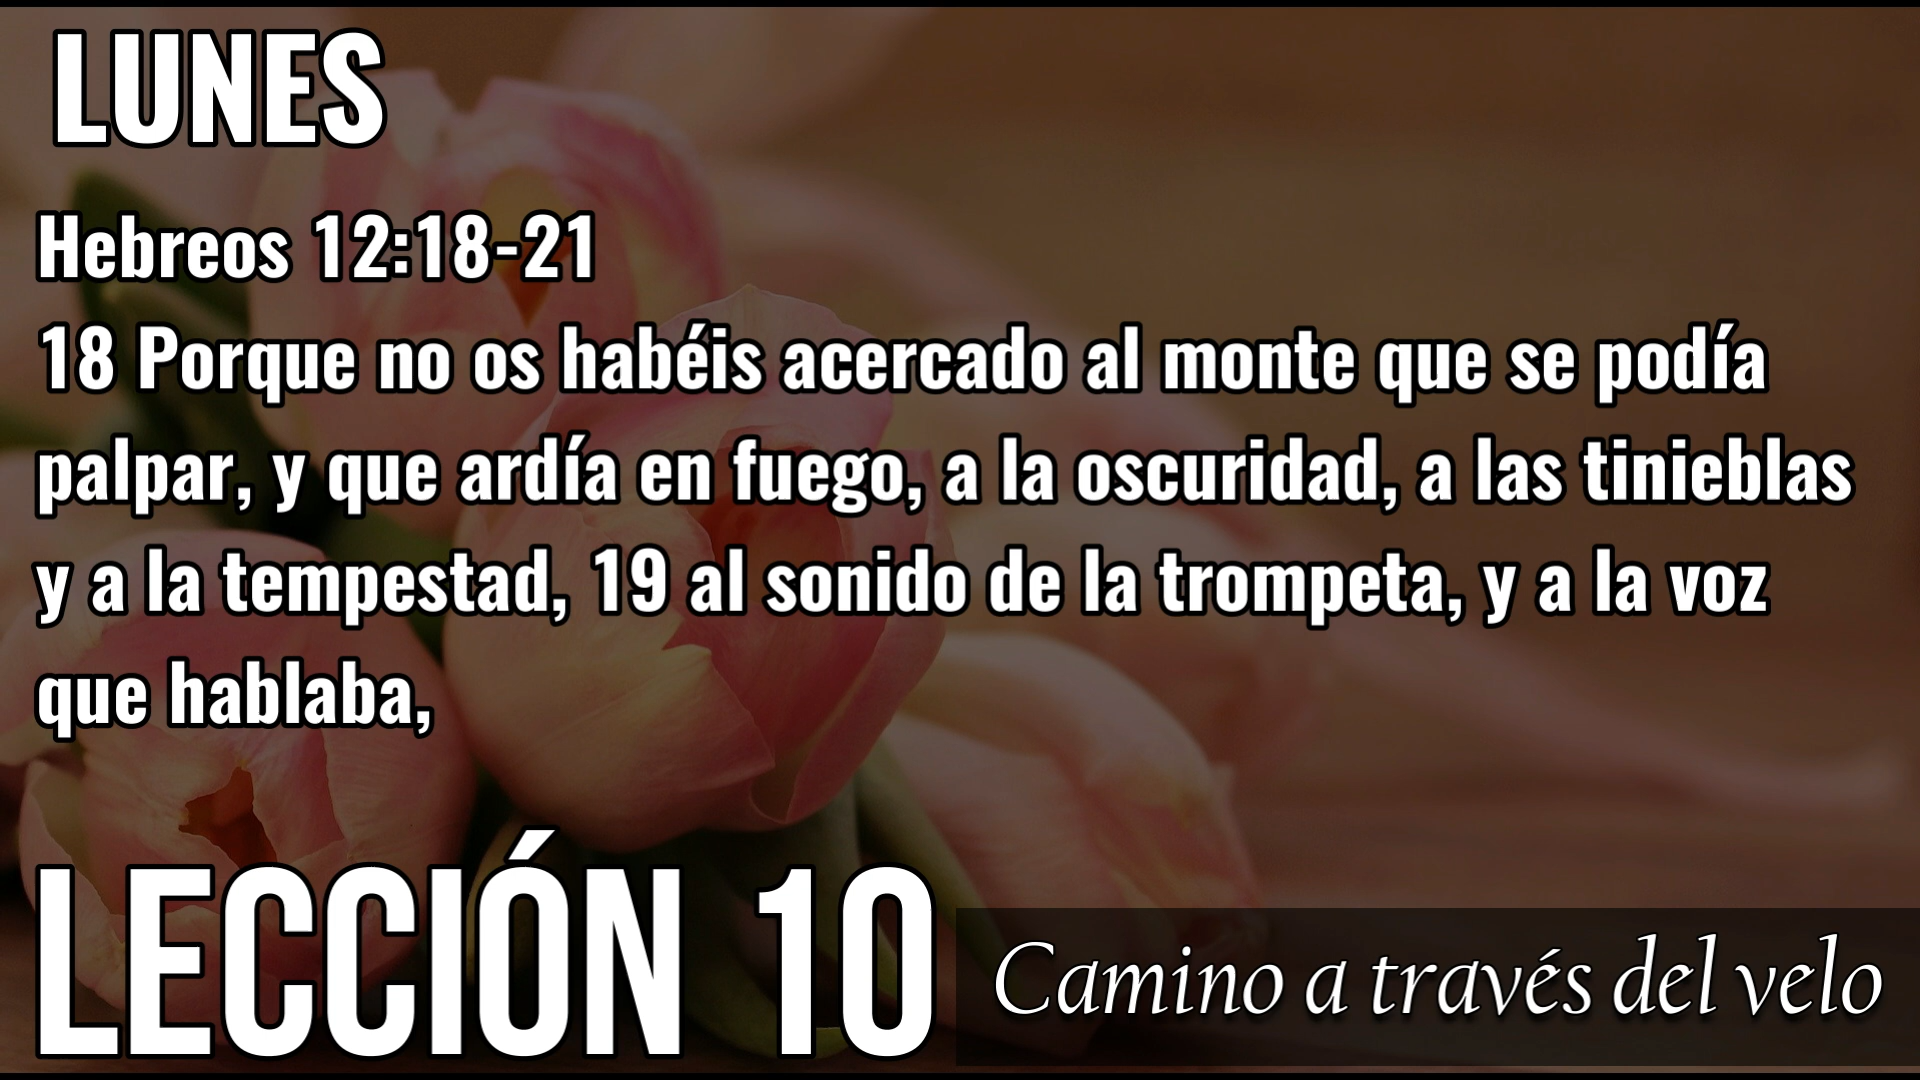 LUNES
Hebreos 12:18-21
18 Porque no os habéis acercado al monte que se podía
palpar, y que ardía en fuego, a la oscuridad, a las tinieblas
y a la tempestad, 19 al sonido de la trompeta, y a la voz
que hablaba,
LECCIÓN 10
Camino a través del velo